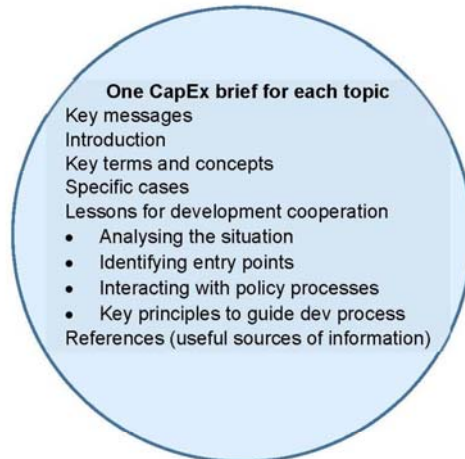 One CapEx brief for each topic
Key messages
Introduction
Key terms and concepts
Specific cases
Lessons for development cooperation
• Analysing the situation
• Identifying entry points
• Interacting with policy processes
• Key principles to guide dev process
References (useful sources of information)